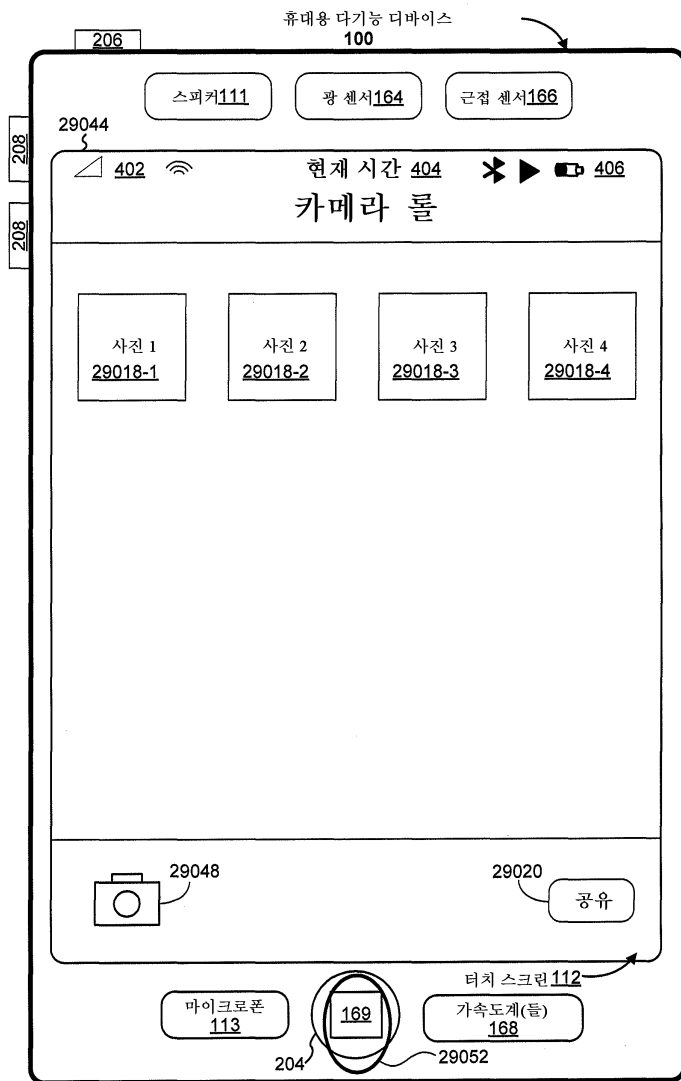 휴대용 다기능 디바이스
100
206
스피커111
광 센서164
근접 센서166
208
208
29044
402
현재 시간 404
406
카메라 롤
사진 1
29018-1
사진 2
29018-2
사진 3
29018-3
사진 4
29018-4
29048
29020
공유
터치 스크린112
마이크로폰
113
169
가속도계(들)
168
204
29052